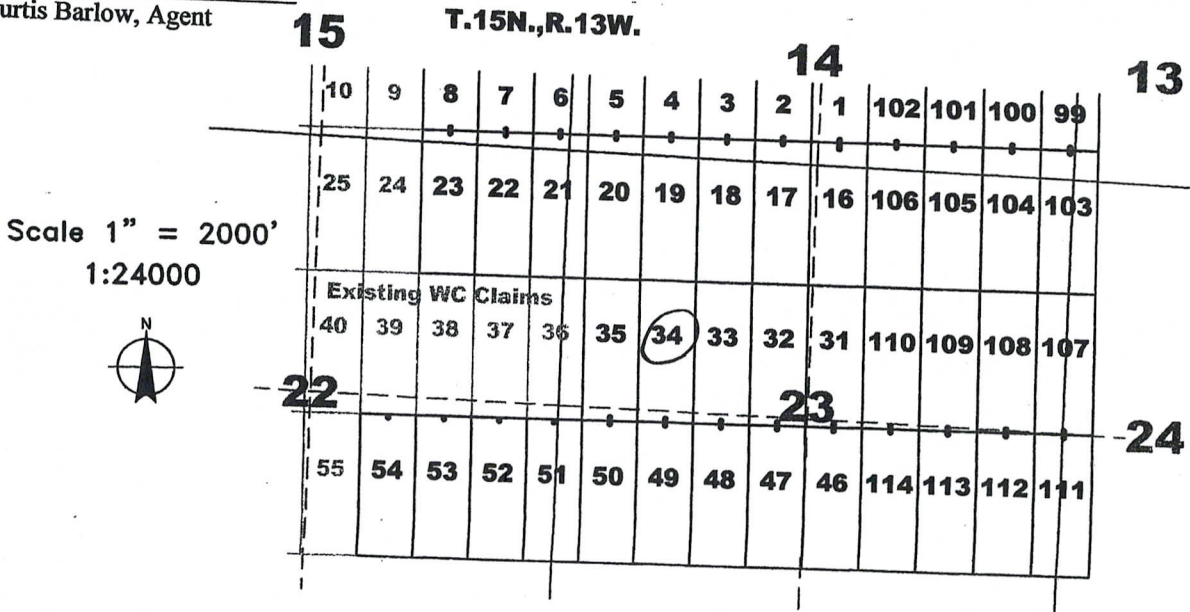 urtis Barlow, Agent
T.15N.,R.13W.
15 14 13
10 9 8 7 6 5 4 3 2 1 102 101 100 99
25 24 23 22 21 20 19 18 17 16 106 105 104 103
Scale 1" = 2000'
1:24000
Existing WC Claims
N
40 39 38 37 36 35 34 33 32 31 110 109 108 107
22 23 24
55 54 53 52 51 50 49 48 47 46 114 113 112 111